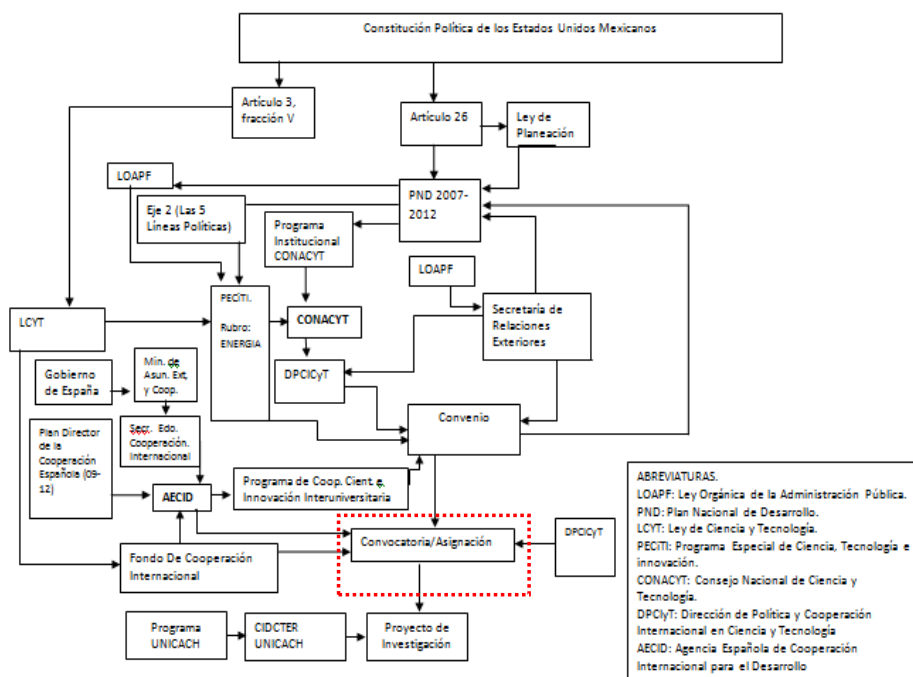 Constitución Política de los Estados Unidos Mexicanos
Artículo 3,
fracción V
Artículo 26
Ley de
Planeación
LOAPF
PND 2007-
2012
Eje 2 (Las 5
Líneas Políticas)
Programa
Institucional
CONACYT
LOAPF
PECÍTI.
Rubro:
ENERGIA
CONACYT
Secretaría de
Relaciones
Exteriores
LCYT
DPCICyT
Gobierno
de España
Min. de
Asun. Ext,
y Coop.
Convenio
Plan Director
de la
Cooperación
Española (09-
12)
Secr. Edo.
Cooperación.
Internacional
AECID
Programa de Coop. Cient. e.
Innovación Interuniversitaria
Convocatoria/Asignación
DPCICyT
Fondo De Cooperación
Internacional
Programa
UNICACH
CIDCTER
UNICACH
Proyecto de
Investigación
ABREVIATURAS.
LOAPF: Ley Orgánica de la Administración Pública.
PND: Plan Nacional de Desarrollo.
LCYT: Ley de Ciencia y Tecnología.
PECiTI: Programa Especial de Ciencia, Tecnología e
innovación.
CONACYT: Consejo Nacional de Ciencia y
Tecnología.
DPCIyT: Dirección de Política y Cooperación
Internacional en Ciencia y Tecnología
AECID: Agencia Española de Cooperación
Internacional para el Desarrollo